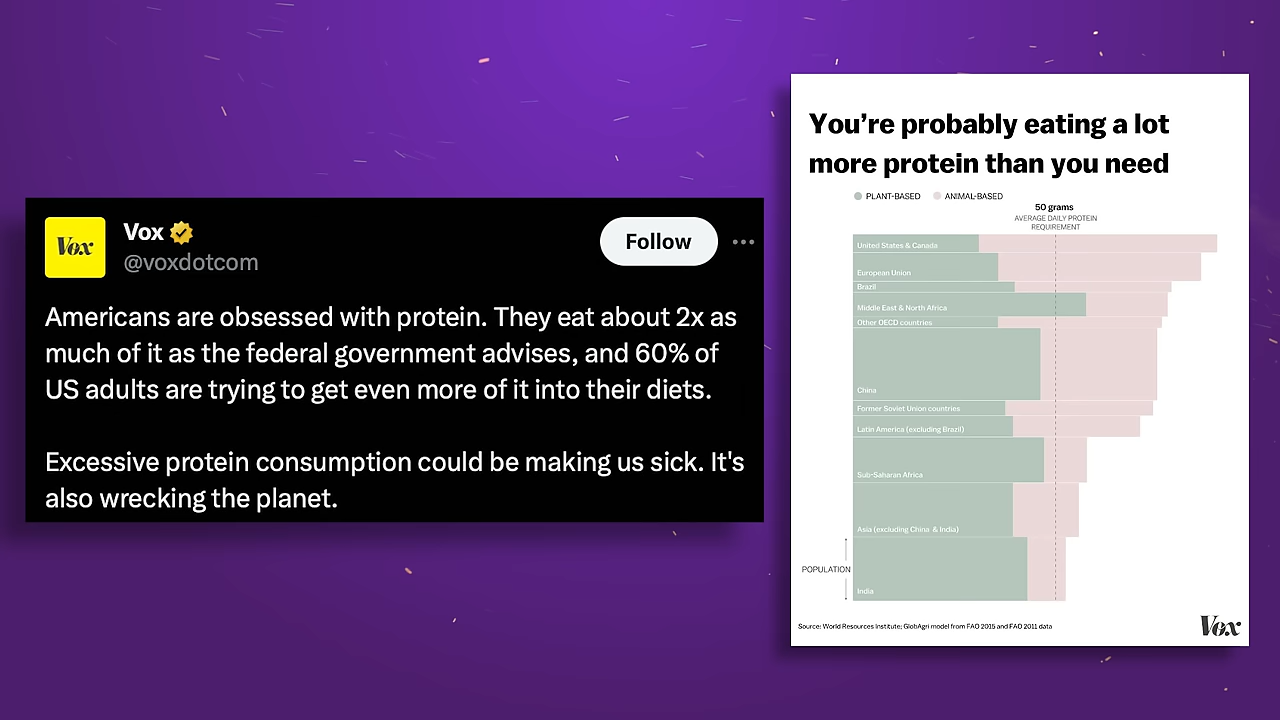 Vox
Vox
@voxdotcom
Follow
Americans are obsessed with protein. They eat about 2x as
much of it as the federal government advises, and 60% of
US adults are trying to get even more of it into their diets.
Excessive protein consumption could be making us sick. It's
also wrecking the planet.
You're probably eating a lot
more protein than you need
PLANT-BASED ANIMAL-BASED
50 grams
AVERAGE DAILY PROTEIN
REQUIREMENT
United States & Canada
European Union
Brazil
Middle East & North Africa
Other OECD countries
China
Former Soviet Union countries
Latin America (excluding Brazil)
Sub-Saharan Africa
Asia (excluding China & India)
POPULATION
India
Source: World Resources Institute; GlobAgri model from FAO 2015 and FAO 2011 data
Vox